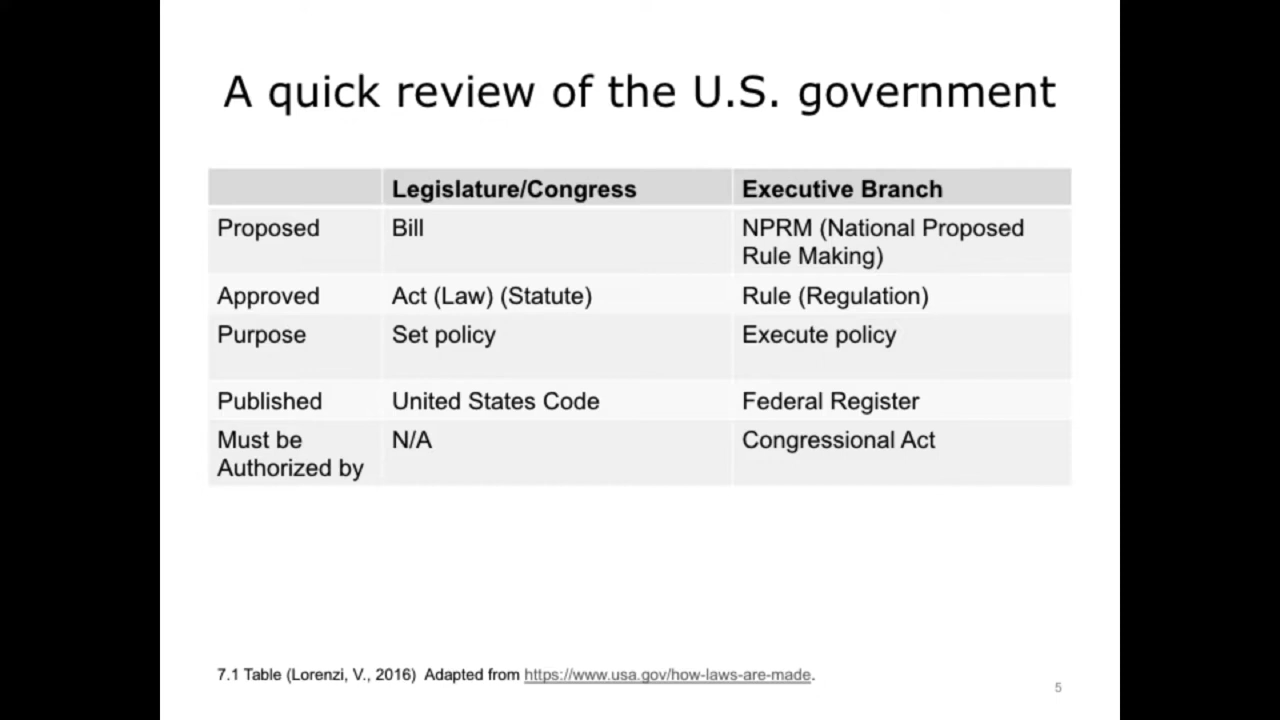 A quick review of the U.S. government
Legislature/Congress Executive Branch
Proposed Bill NPRM (National Proposed
Rule Making)
Approved Act (Law) (Statute) Rule (Regulation)
Purpose Set policy Execute policy
Published United States Code Federal Register
Must be N/A Congressional Act
Authorized by
7.1 Table (Lorenzi, V., 2016) Adapted from https://www.usa.gov/how-laws-are-made.
5